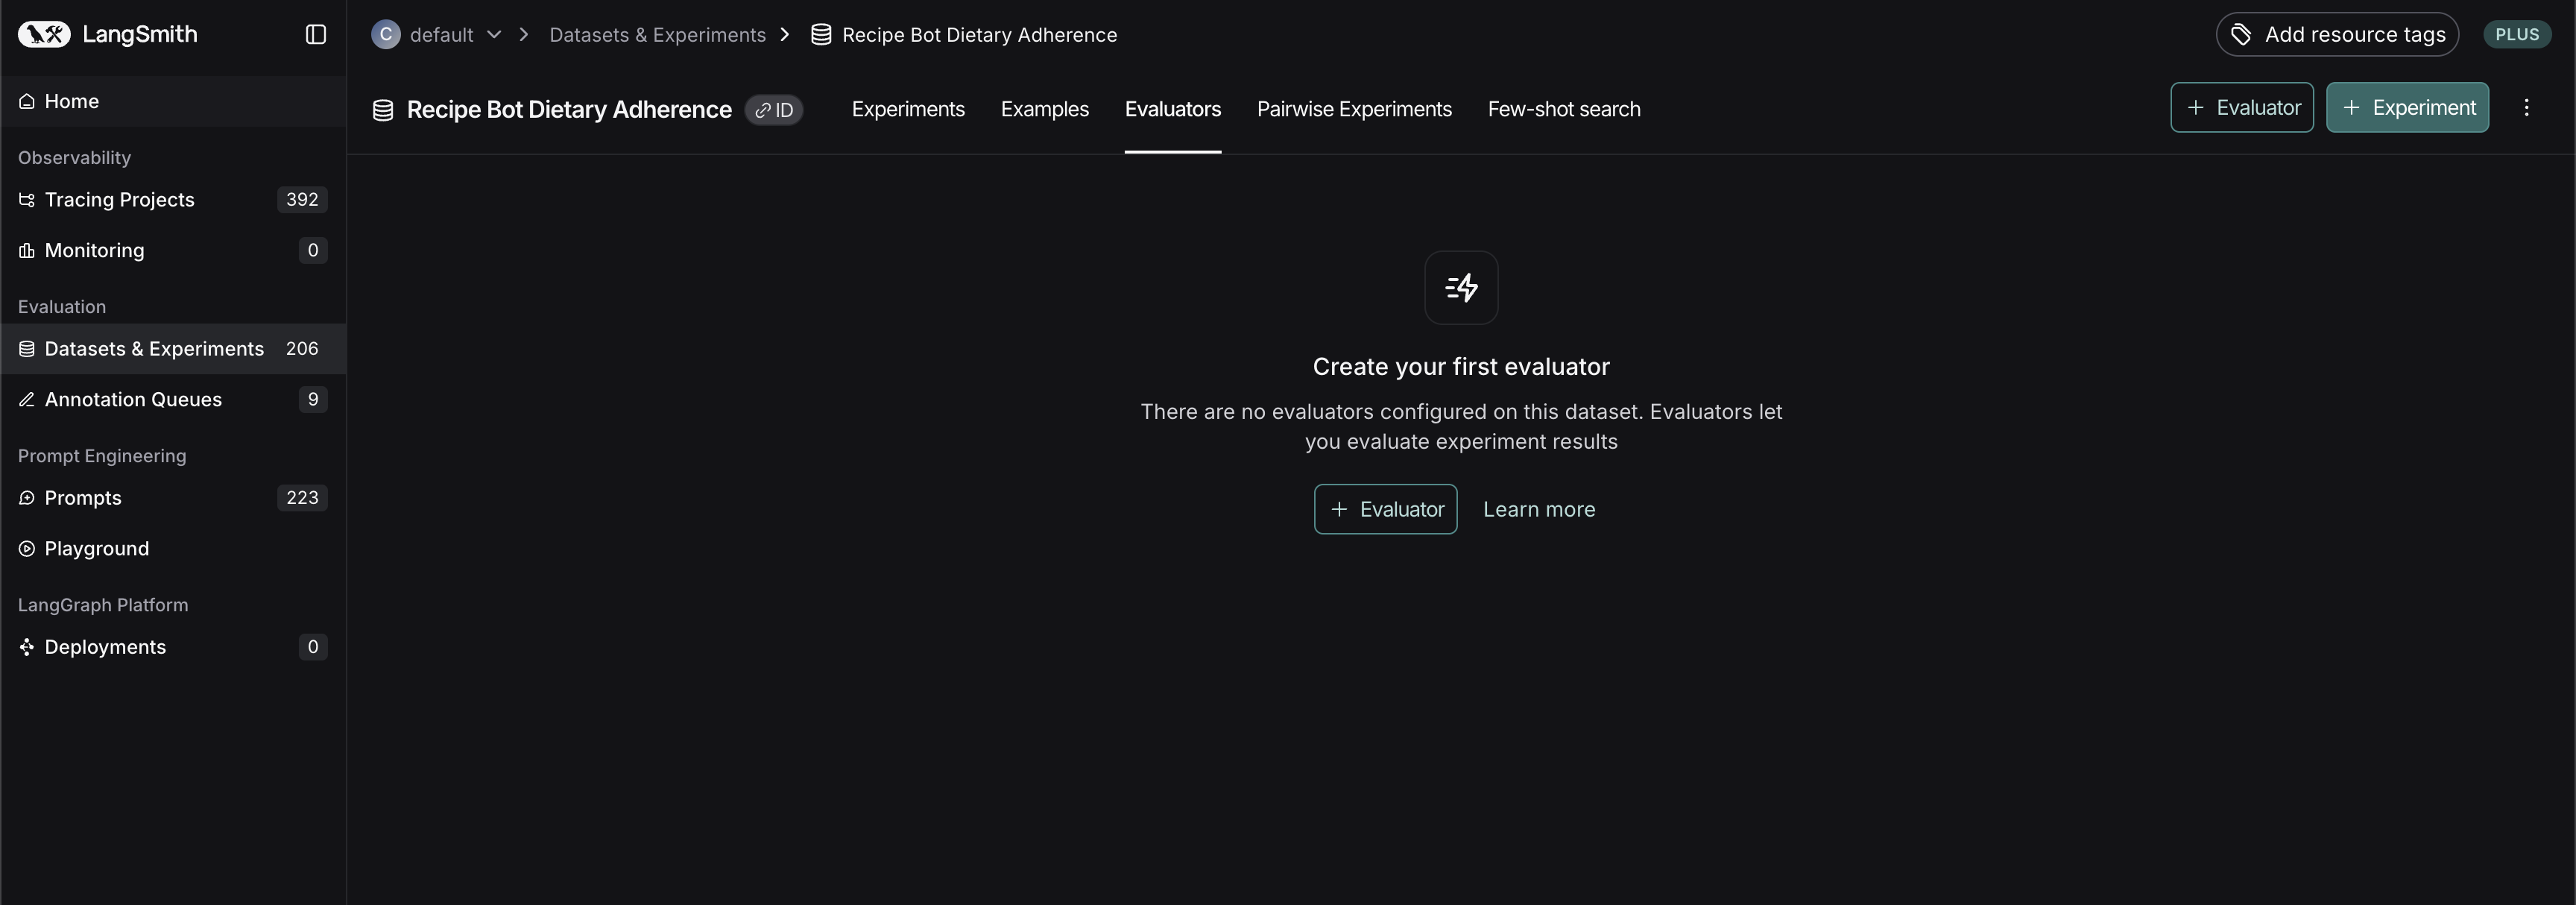 LangSmith
Home
Observability
Tracing Projects 392
Monitoring 0
Evaluation
Datasets & Experiments 206
Annotation Queues 9
Prompt Engineering
Prompts 223
Playground
LangGraph Platform
Deployments 0
C default Datasets & Experiments Recipe Bot Dietary Adherence
Add resource tags PLUS
Recipe Bot Dietary Adherence ID Experiments Examples Evaluators Pairwise Experiments Few-shot search
+ Evaluator + Experiment
Create your first evaluator
There are no evaluators configured on this dataset. Evaluators let
you evaluate experiment results
+ Evaluator Learn more